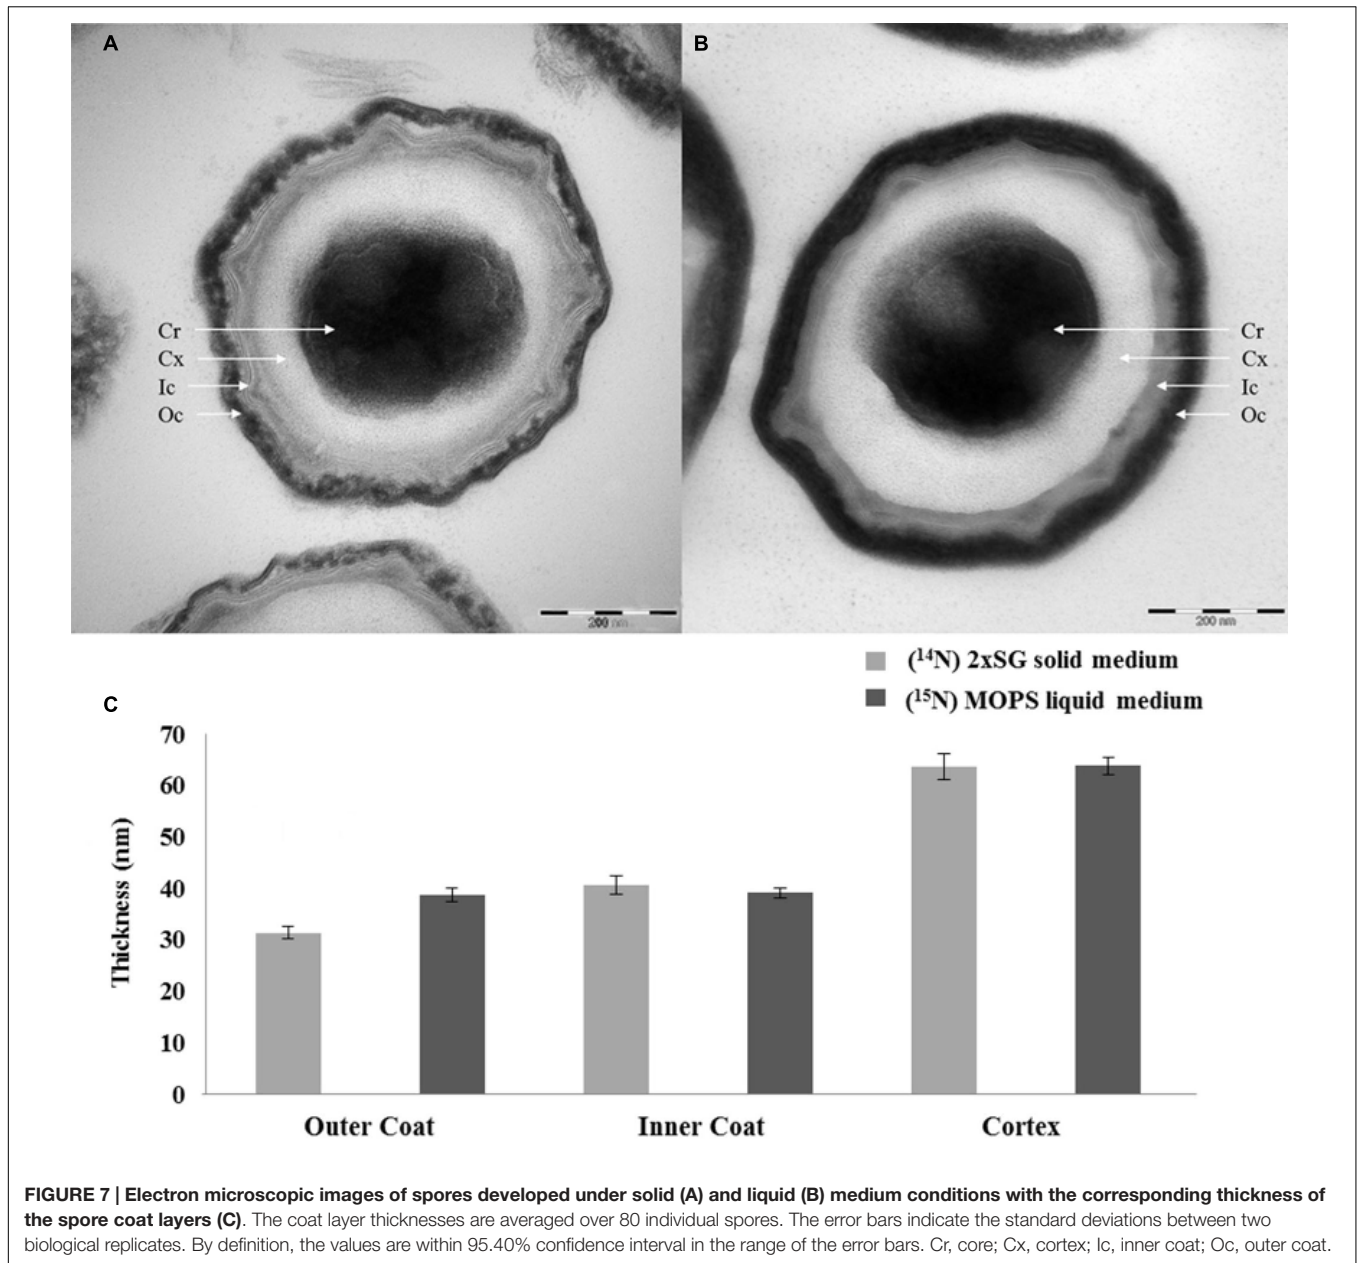 A
B
Cr
Cx
Ic
Oc
Cr
Cx
Ic
Oc
200 nm
200 nm
(¹⁴N) 2xSG solid medium
(¹⁵N) MOPS liquid medium
C
70
60
50
40
30
20
10
0
Thickness (nm)
Outer Coat Inner Coat Cortex
FIGURE 7 | Electron microscopic images of spores developed under solid (A) and liquid (B) medium conditions with the corresponding thickness of
the spore coat layers (C). The coat layer thicknesses are averaged over 80 individual spores. The error bars indicate the standard deviations between two
biological replicates. By definition, the values are within 95.40% confidence interval in the range of the error bars. Cr, core; Cx, cortex; Ic, inner coat; Oc, outer coat.